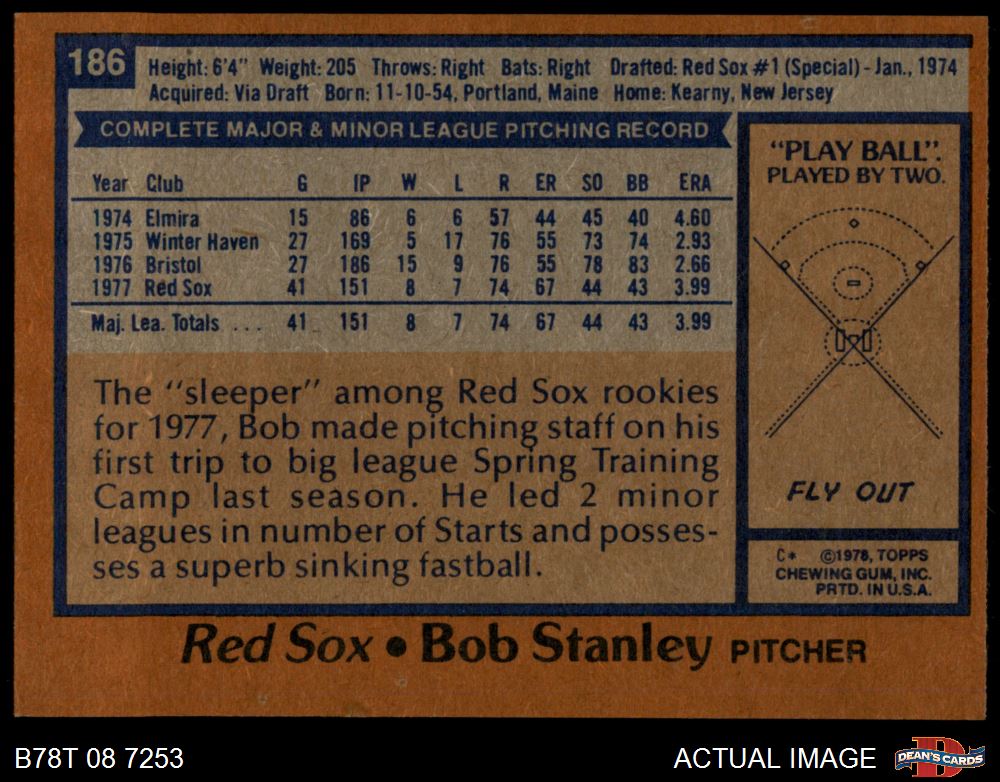 186
Height: 6'4" Weight: 205 Throws: Right Bats: Right Drafted: Red Sox #1 (Special) - Jan., 1974
Acquired: Via Draft Born: 11-10-54, Portland, Maine Home: Kearny, New Jersey
COMPLETE MAJOR & MINOR LEAGUE PITCHING RECORD
Year Club G IP W L R ER SO BB ERA
1974 Elmira 15 86 6 6 57 44 45 40 4.60
1975 Winter Haven 27 169 5 17 76 55 73 74 2.93
1976 Bristol 27 186 15 9 76 55 78 83 2.66
1977 Red Sox 41 151 8 7 74 67 44 43 3.99
Maj. Lea. Totals ... 41 151 8 7 74 67 44 43 3.99
The "sleeper" among Red Sox rookies
for 1977, Bob made pitching staff on his
first trip to big league Spring Training
Camp last season. He led 2 minor
leagues in number of Starts and posses-
ses a superb sinking fastball.
"PLAY BALL".
PLAYED BY TWO.
FLY OUT
C* ©1978, TOPPS
CHEWING GUM, INC.
PRTD. IN U.S.A.
Red Sox • Bob Stanley PITCHER
B78T 08 7253 ACTUAL IMAGE
D
DEAN'S CARDS